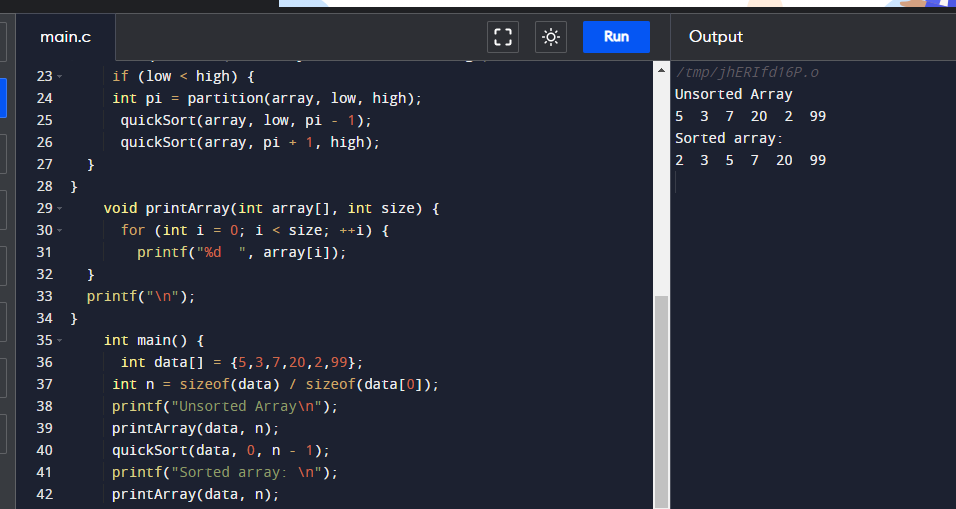 main.c
Run
Output
23 if (low < high) {
24 int pi = partition(array, low, high);
25 quickSort(array, low, pi - 1);
26 quickSort(array, pi + 1, high);
27 }
28 }
29 void printArray(int array[], int size) {
30 for (int i = 0; i < size; ++i) {
31 printf("%d  ", array[i]);
32 }
33 printf("\n");
34 }
35 int main() {
36 int data[] = {5,3,7,20,2,99};
37 int n = sizeof(data) / sizeof(data[0]);
38 printf("Unsorted Array\n");
39 printArray(data, n);
40 quickSort(data, 0, n - 1);
41 printf("Sorted array: \n");
42 printArray(data, n);
/tmp/jhERIfd16P.o
Unsorted Array
5  3  7  20  2  99
Sorted array:
2  3  5  7  20  99